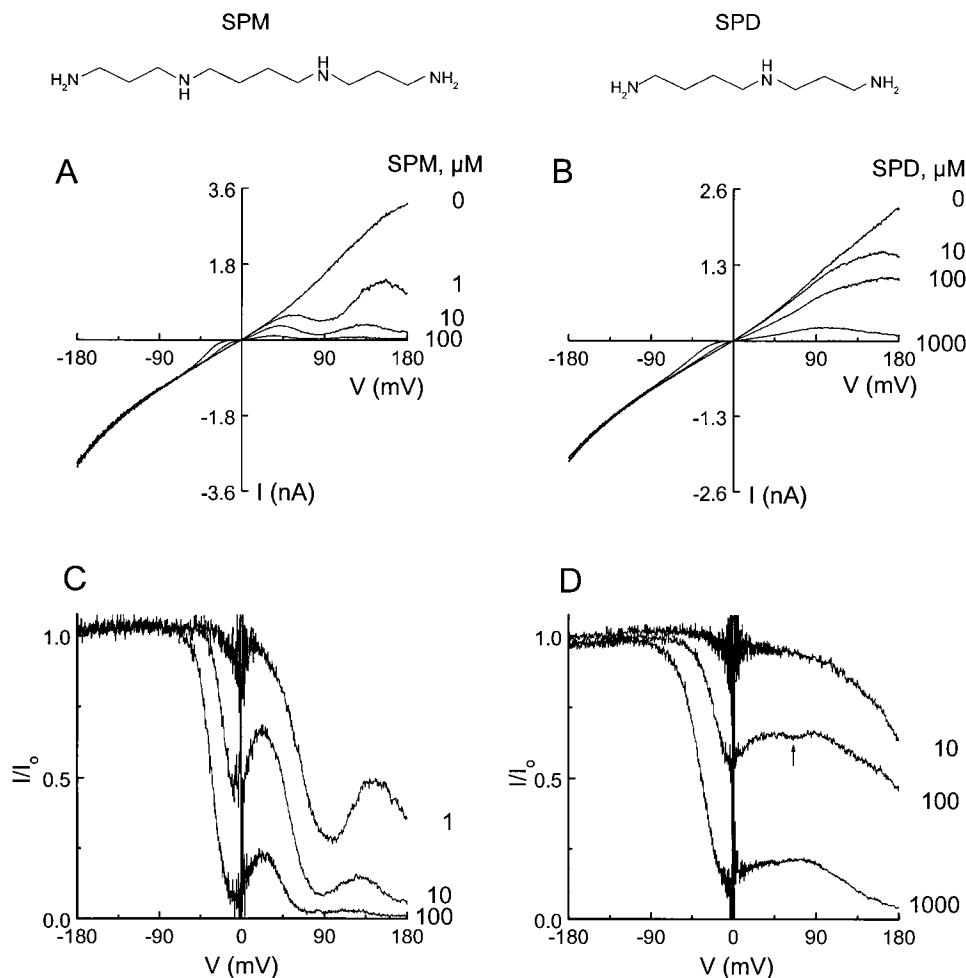 SPM
SPD
H₂N N H H N NH₂
H₂N H N NH₂
A
SPM, µM
3.6
0
1.8
1
10
100
-180 -90 0 90 180
V (mV)
-1.8
-3.6
I (nA)
B
SPD, µM
2.6
0
10
1.3
100
1000
-180 -90 0 90 180
V (mV)
-1.3
-2.6
I (nA)
C
1.0
I/Iₒ
0.5
0.0
1
10
100
-180 -90 0 90 180
V (mV)
D
1.0
I/Iₒ
0.5
0.0
10
100
1000
-180 -90 0 90 180
V (mV)